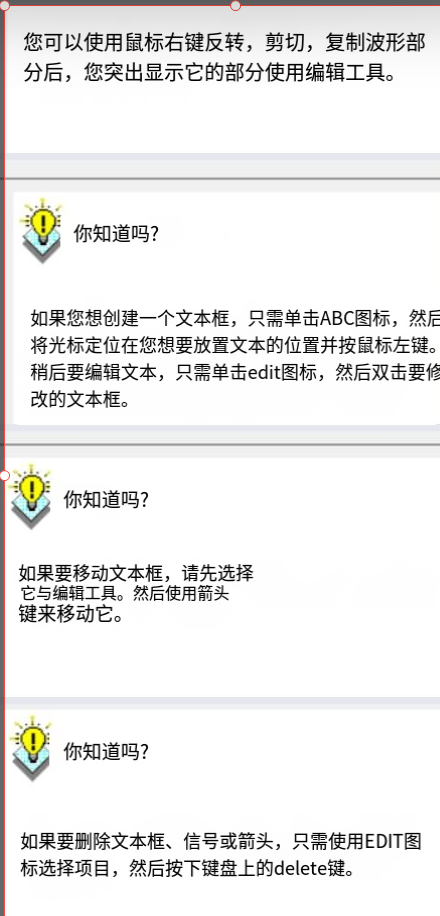 您可以使用鼠标右键反转，剪切，复制波形部
分后，您突出显示它的部分使用编辑工具。
你知道吗?
如果您想创建一个文本框，只需单击ABC图标，然后
将光标定位在您想要放置文本的位置并按鼠标左键。
稍后要编辑文本，只需单击edit图标，然后双击要修
改的文本框。
你知道吗?
如果要移动文本框，请先选择
它与编辑工具。然后使用箭头
键来移动它。
你知道吗?
如果要删除文本框、信号或箭头，只需使用EDIT图
标选择项目，然后按下键盘上的delete键。